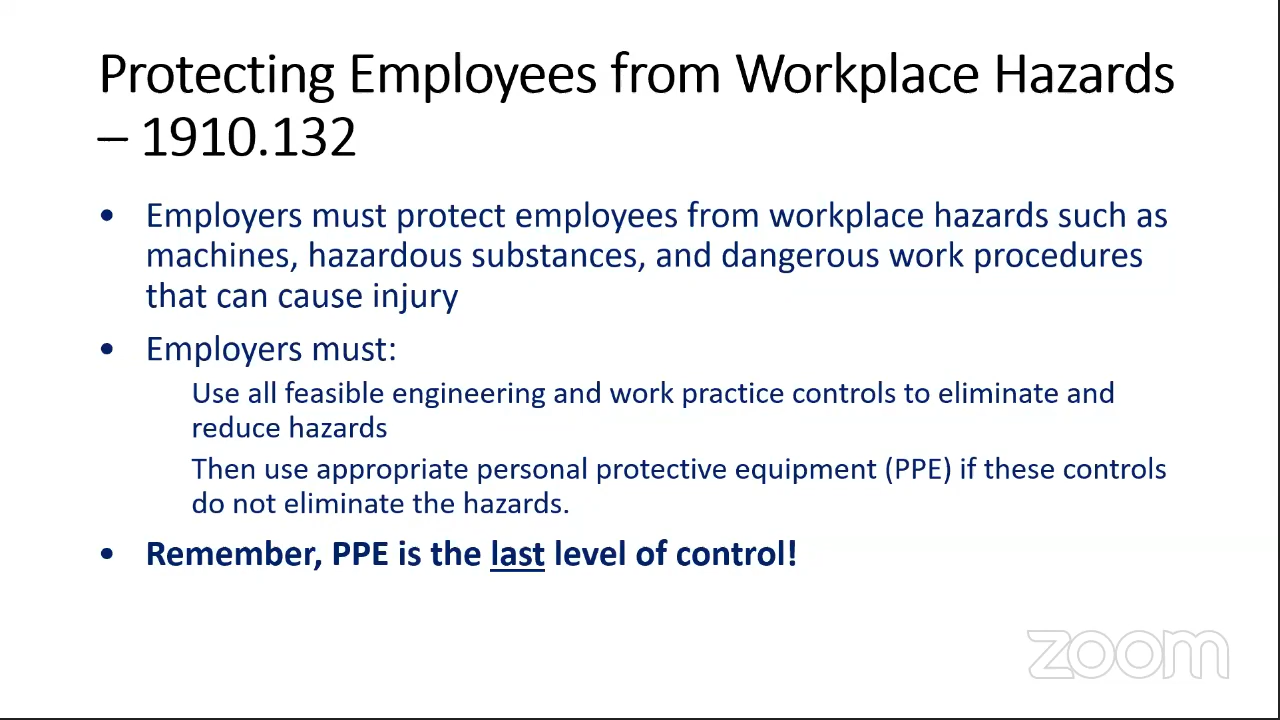 Protecting Employees from Workplace Hazards
– 1910.132
• Employers must protect employees from workplace hazards such as
machines, hazardous substances, and dangerous work procedures
that can cause injury
• Employers must:
Use all feasible engineering and work practice controls to eliminate and
reduce hazards
Then use appropriate personal protective equipment (PPE) if these controls
do not eliminate the hazards.
• Remember, PPE is the last level of control!
zoom